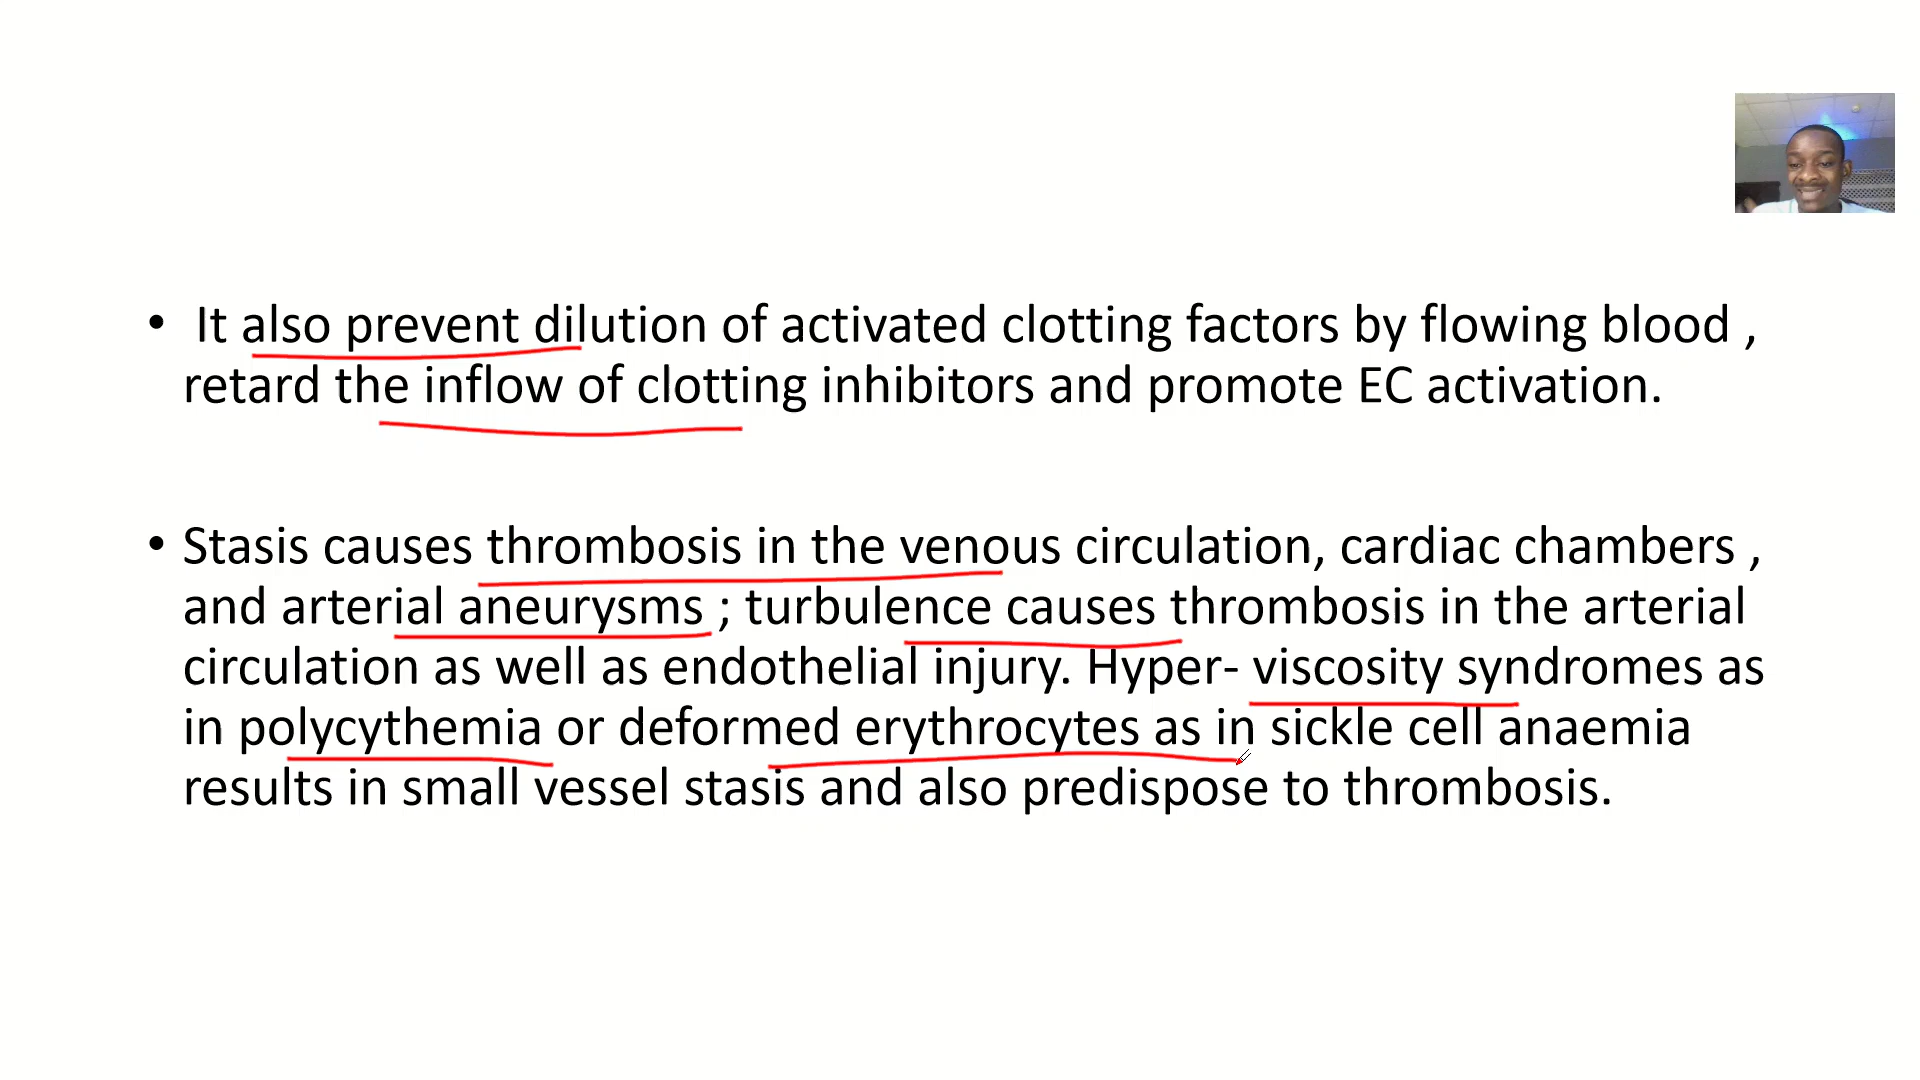 • It also prevent dilution of activated clotting factors by flowing blood ,
retard the inflow of clotting inhibitors and promote EC activation.
• Stasis causes thrombosis in the venous circulation, cardiac chambers ,
and arterial aneurysms ; turbulence causes thrombosis in the arterial
circulation as well as endothelial injury. Hyper- viscosity syndromes as
in polycythemia or deformed erythrocytes as in sickle cell anaemia
results in small vessel stasis and also predispose to thrombosis.